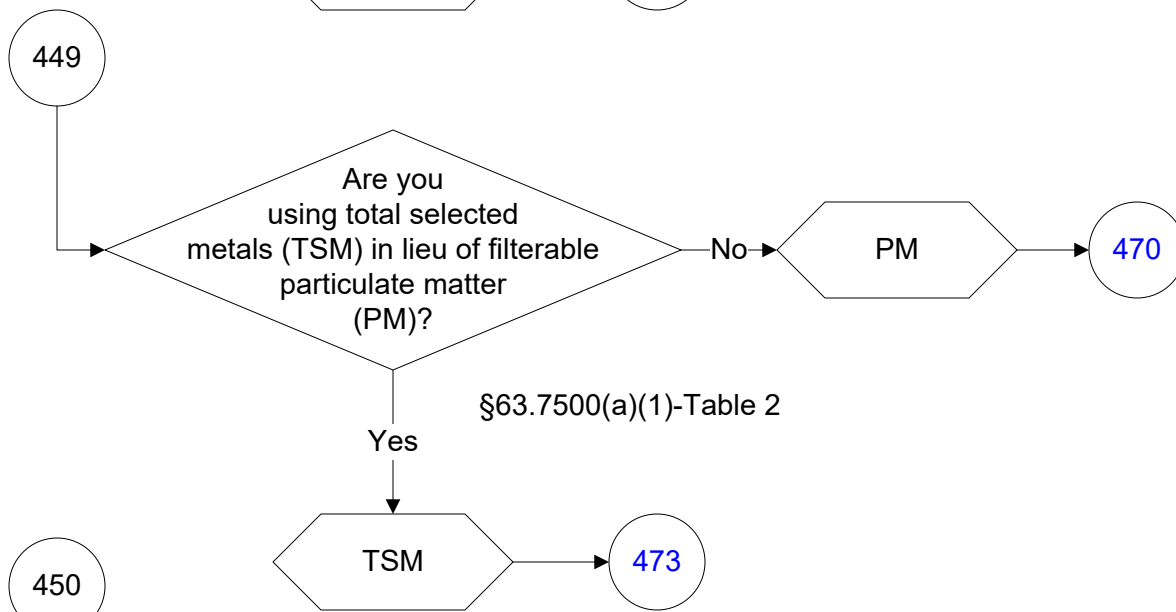 449
Are you
using total selected
metals (TSM) in lieu of filterable
particulate matter
(PM)?
No
PM
470
§63.7500(a)(1)-Table 2
Yes
TSM
473
450